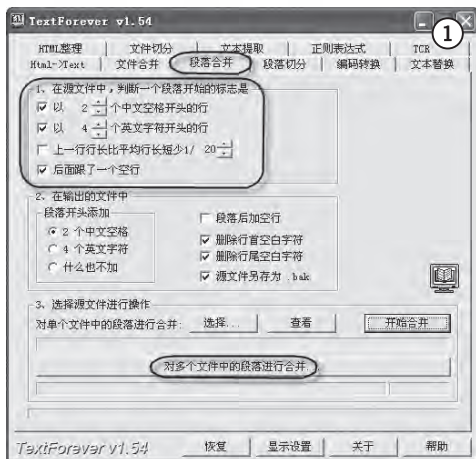 TextForever v1.54
①
HTML整理 文件切分 文本提取 正则表达式 TCR
Html->Text 文件合并 段落合并 段落切分 编码转换 文本替换
1、在源文件中，判断一个段落开始的标志是
以 2 个中文空格开头的行
以 4 个英文字符开头的行
上一行行长比平均行长短少1/ 20
后面跟了一个空行
2、在输出的文件中
段落开头添加
段落后加空行
2 个中文空格
删除行首空白字符
4 个英文字符
删除行尾空白字符
什么也不加
源文件另存为 .bak
3、选择源文件进行操作
对单个文件中的段落进行合并: 选择... 查看 开始合并
对多个文件中的段落进行合并
TextForever v1.54 恢复 显示设置 关于 帮助